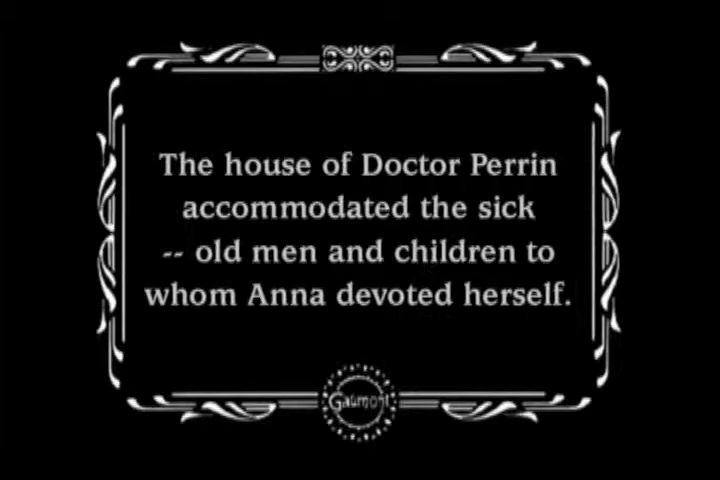 The house of Doctor Perrin
accommodated the sick
-- old men and children to
whom Anna devoted herself.
Gaumont